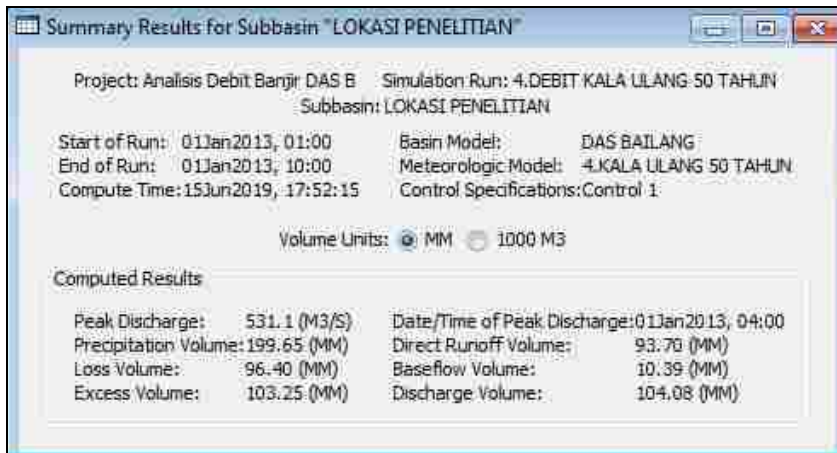 Summary Results for Subbasin "LOKASI PENELITIAN"
Project: Analisis Debit Banjir DAS B Simulation Run: 4.DEBIT KALA ULANG 50 TAHUN
Subbasin: LOKASI PENELITIAN
Start of Run: 01Jan2013, 01:00 Basin Model: DAS BAILANG
End of Run: 01Jan2013, 10:00 Meteorologic Model: 4.KALA ULANG 50 TAHUN
Compute Time:15Jun2019, 17:52:15 Control Specifications:Control 1
Volume Units: MM 1000 M3
Computed Results
Peak Discharge: 531.1 (M3/S) Date/Time of Peak Discharge:01Jan2013, 04:00
Precipitation Volume:199.65 (MM) Direct Runoff Volume: 93.70 (MM)
Loss Volume: 96.40 (MM) Baseflow Volume: 10.39 (MM)
Excess Volume: 103.25 (MM) Discharge Volume: 104.08 (MM)